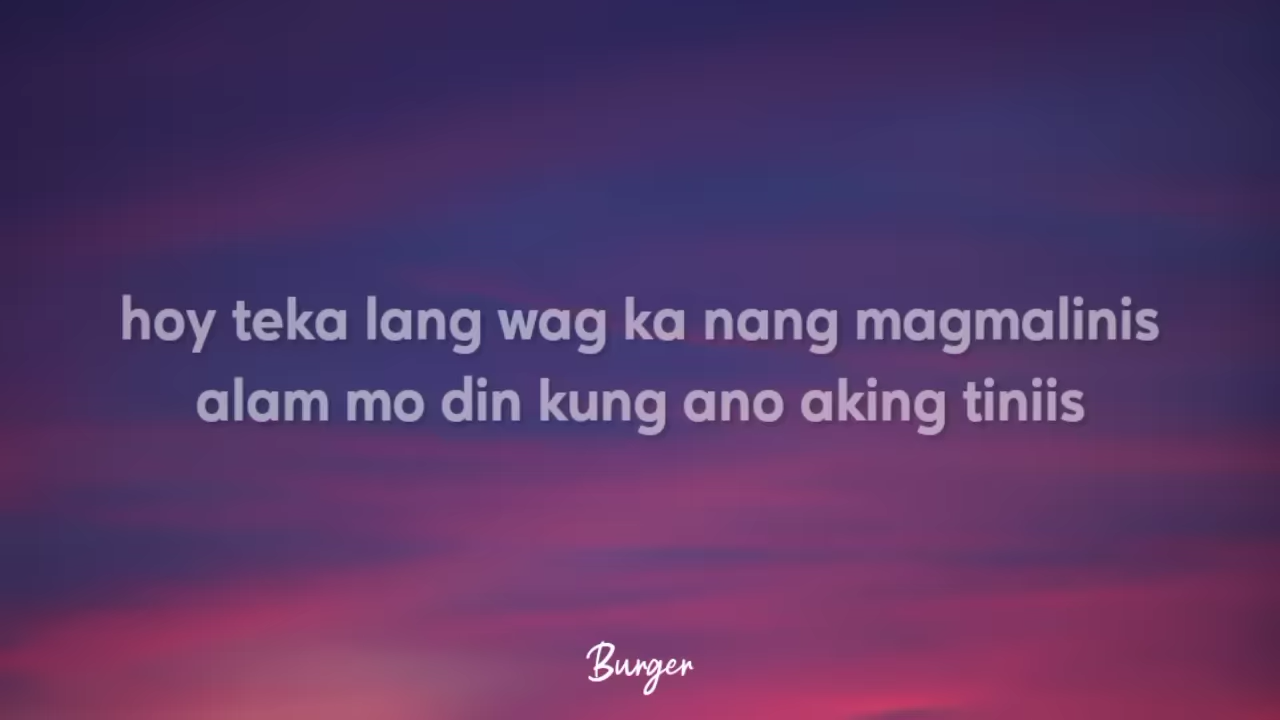 hoy teka lang wag ka nang magmalinis
alam mo din kung ano aking tiniis
Burger